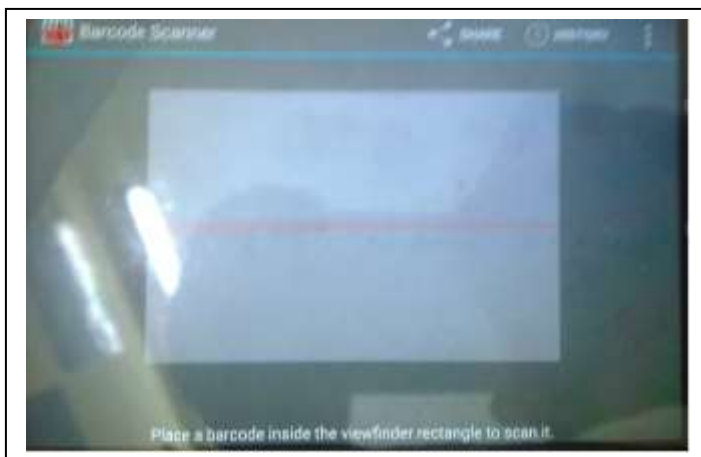 Barcode Scanner
SHARE
HISTORY
Place a barcode inside the viewfinder rectangle to scan it.